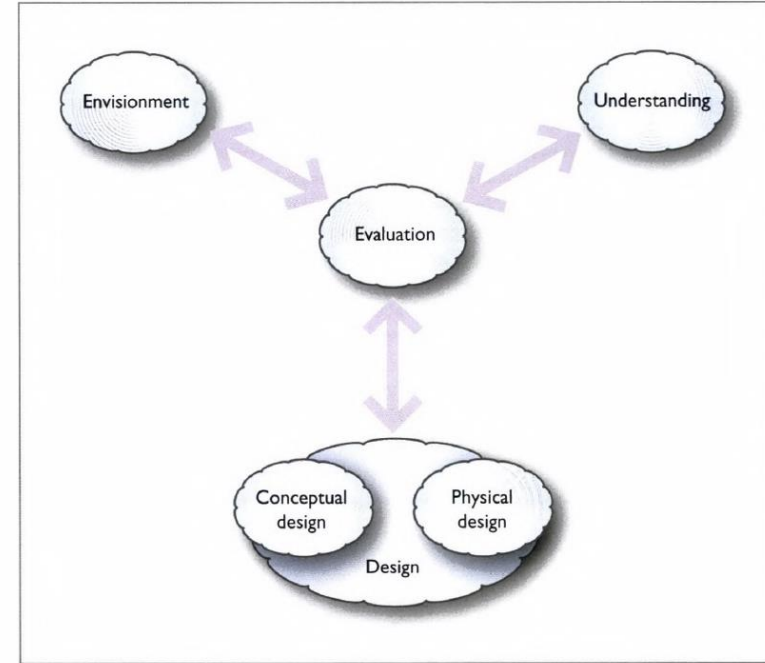 Envisionment
Understanding
Evaluation
Conceptual
design
Physical
design
Design